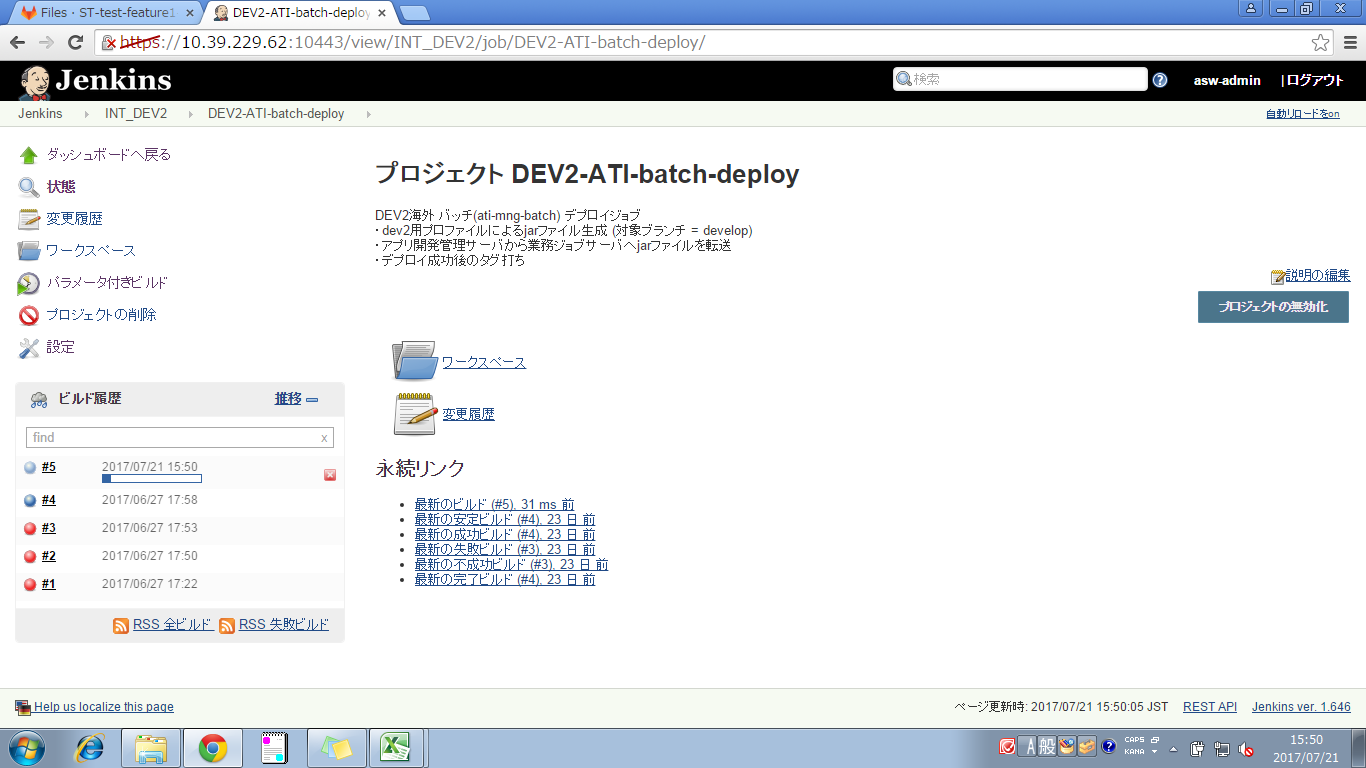 Files · ST-test-feature1
DEV2-ATI-batch-deploy
https://10.39.229.62:10443/view/INT_DEV2/job/DEV2-ATI-batch-deploy/
Jenkins
検索
asw-admin
|ログアウト
Jenkins
INT_DEV2
DEV2-ATI-batch-deploy
自動リロードをon
ダッシュボードへ戻る
状態
変更履歴
ワークスペース
パラメータ付きビルド
プロジェクトの削除
設定
プロジェクト DEV2-ATI-batch-deploy
DEV2海外 バッチ(ati-mng-batch) デプロイジョブ
・dev2用プロファイルによるjarファイル生成 (対象ブランチ = develop)
・アプリ開発管理サーバから業務ジョブサーバへjarファイルを転送
・デプロイ成功後のタグ打ち
説明の編集
プロジェクトの無効化
ワークスペース
変更履歴
永続リンク
最新のビルド (#5), 31 ms 前
最新の安定ビルド (#4), 23 日 前
最新の成功ビルド (#4), 23 日 前
最新の失敗ビルド (#3), 23 日 前
最新の不成功ビルド (#3), 23 日 前
最新の完了ビルド (#4), 23 日 前
ビルド履歴
推移
find
x
#5 2017/07/21 15:50
#4 2017/06/27 17:58
#3 2017/06/27 17:53
#2 2017/06/27 17:50
#1 2017/06/27 17:22
RSS 全ビルド RSS 失敗ビルド
Help us localize this page
ページ更新時: 2017/07/21 15:50:05 JST
REST API
Jenkins ver. 1.646
A 般
CAPS
KANA
15:50
2017/07/21